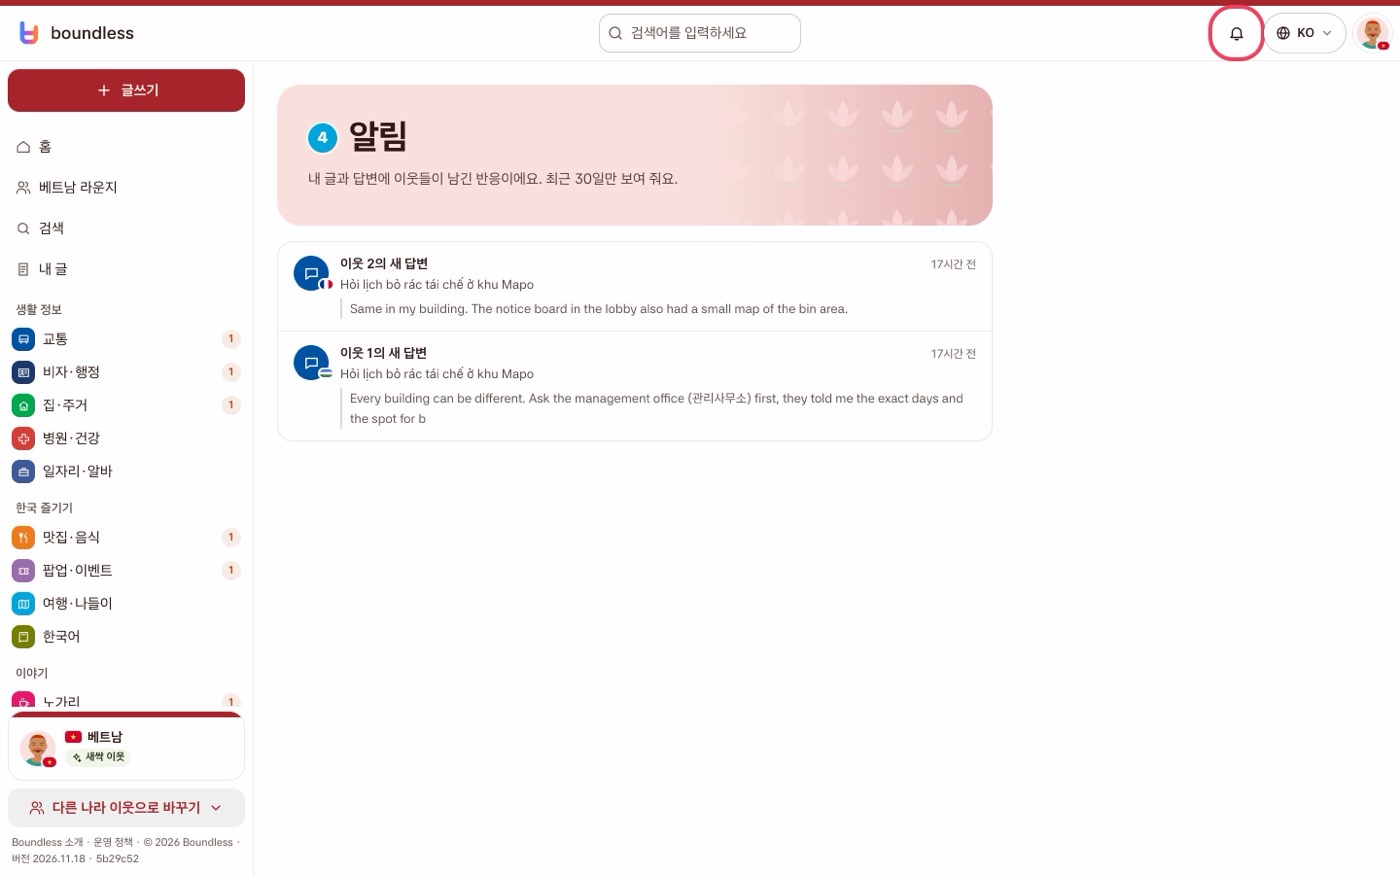 boundless
검색어를 입력하세요
KO
글쓰기
홈
베트남 라운지
검색
내 글
생활 정보
교통 1
비자·행정 1
집·주거 1
병원·건강
일자리·알바
한국 즐기기
맛집·음식 1
팝업·이벤트 1
여행·나들이
한국어
이야기
노가리 1
베트남
새싹 이웃
다른 나라 이웃으로 바꾸기
Boundless 소개 · 운영 정책 · © 2026 Boundless ·
버전 2026.11.18 · 5b29c52
4 알림
내 글과 답변에 이웃들이 남긴 반응이에요. 최근 30일만 보여 줘요.
이웃 2의 새 답변 17시간 전
Hỏi lịch bỏ rác tái chế ở khu Mapo
Same in my building. The notice board in the lobby also had a small map of the bin area.
이웃 1의 새 답변 17시간 전
Hỏi lịch bỏ rác tái chế ở khu Mapo
Every building can be different. Ask the management office (관리사무소) first, they told me the exact days and
the spot for b